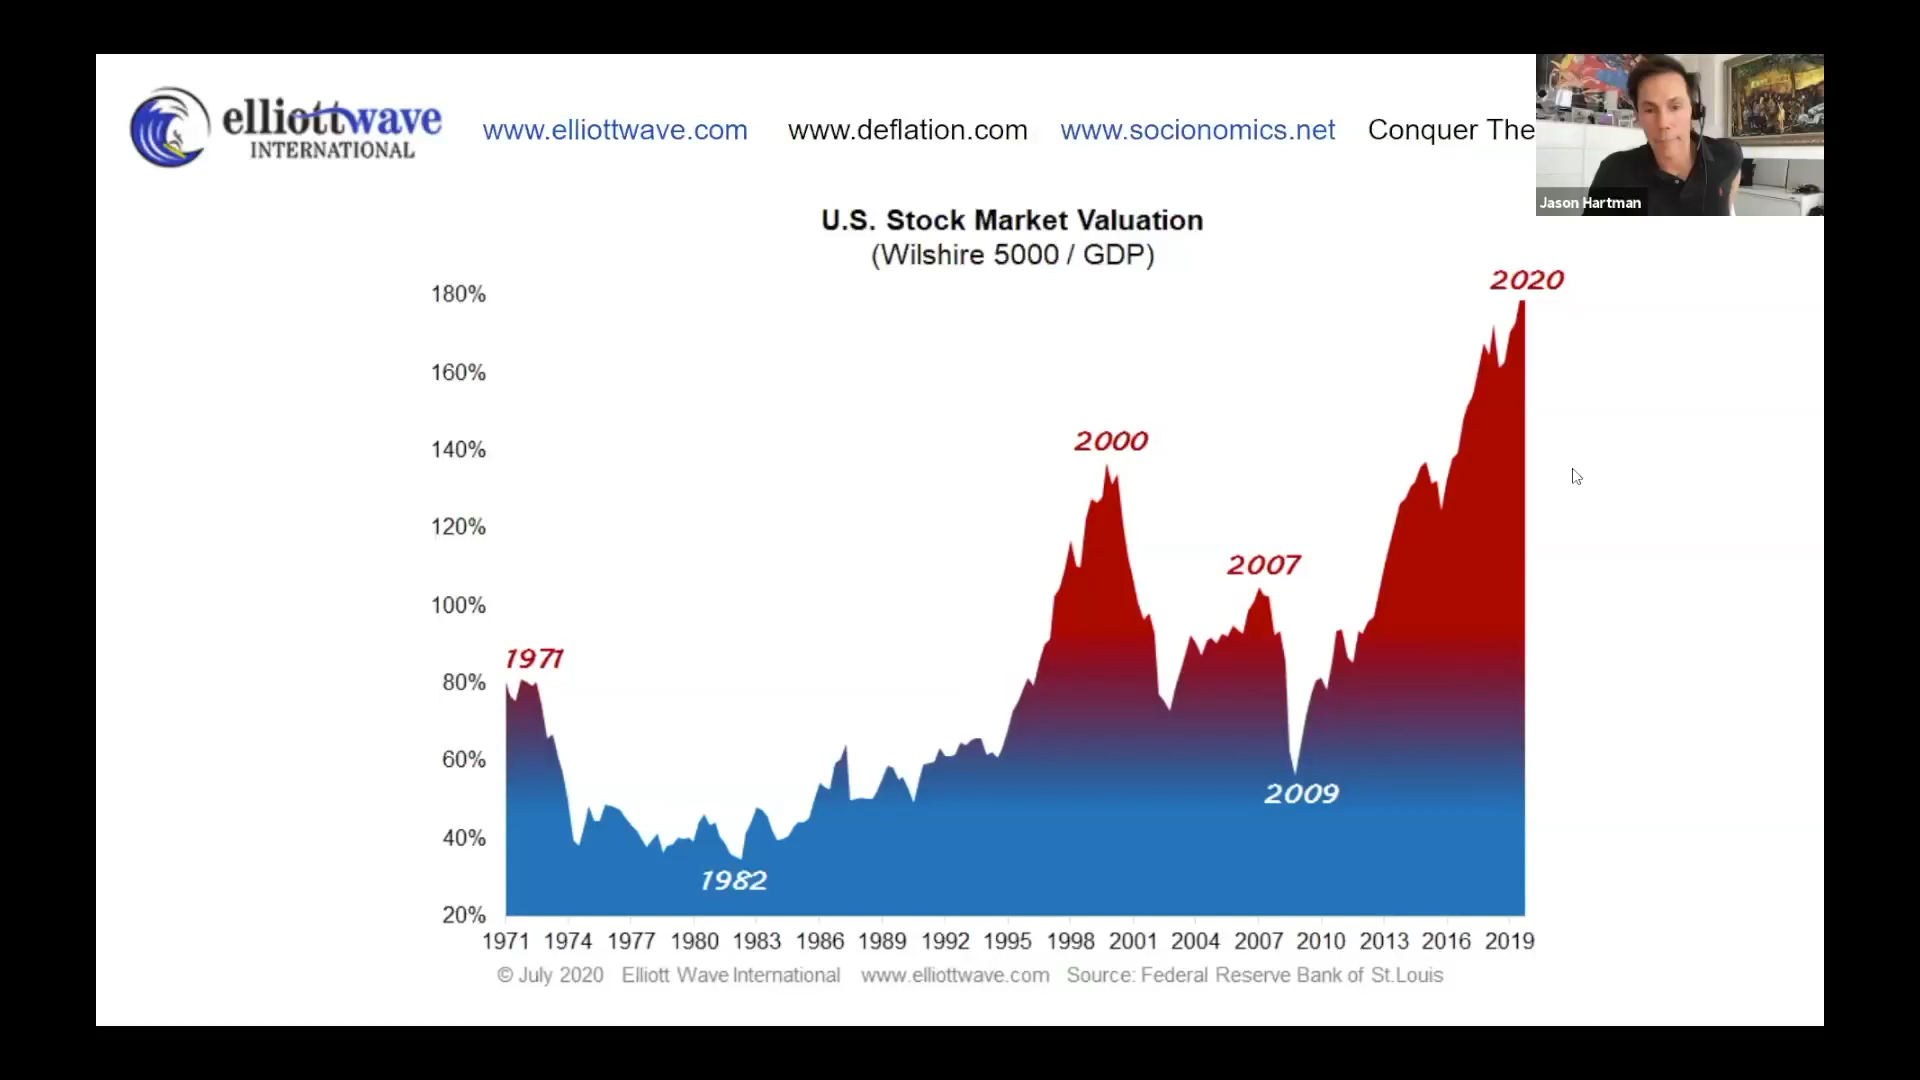 elliottwave
INTERNATIONAL
www.elliottwave.com www.deflation.com www.socionomics.net Conquer The
Jason Hartman
U.S. Stock Market Valuation
(Wilshire 5000 / GDP)
180%
160%
140%
120%
100%
80%
60%
40%
20%
1971
1982
2000
2007
2009
2020
1971 1974 1977 1980 1983 1986 1989 1992 1995 1998 2001 2004 2007 2010 2013 2016 2019
© July 2020 Elliott Wave International www.elliottwave.com Source: Federal Reserve Bank of St.Louis